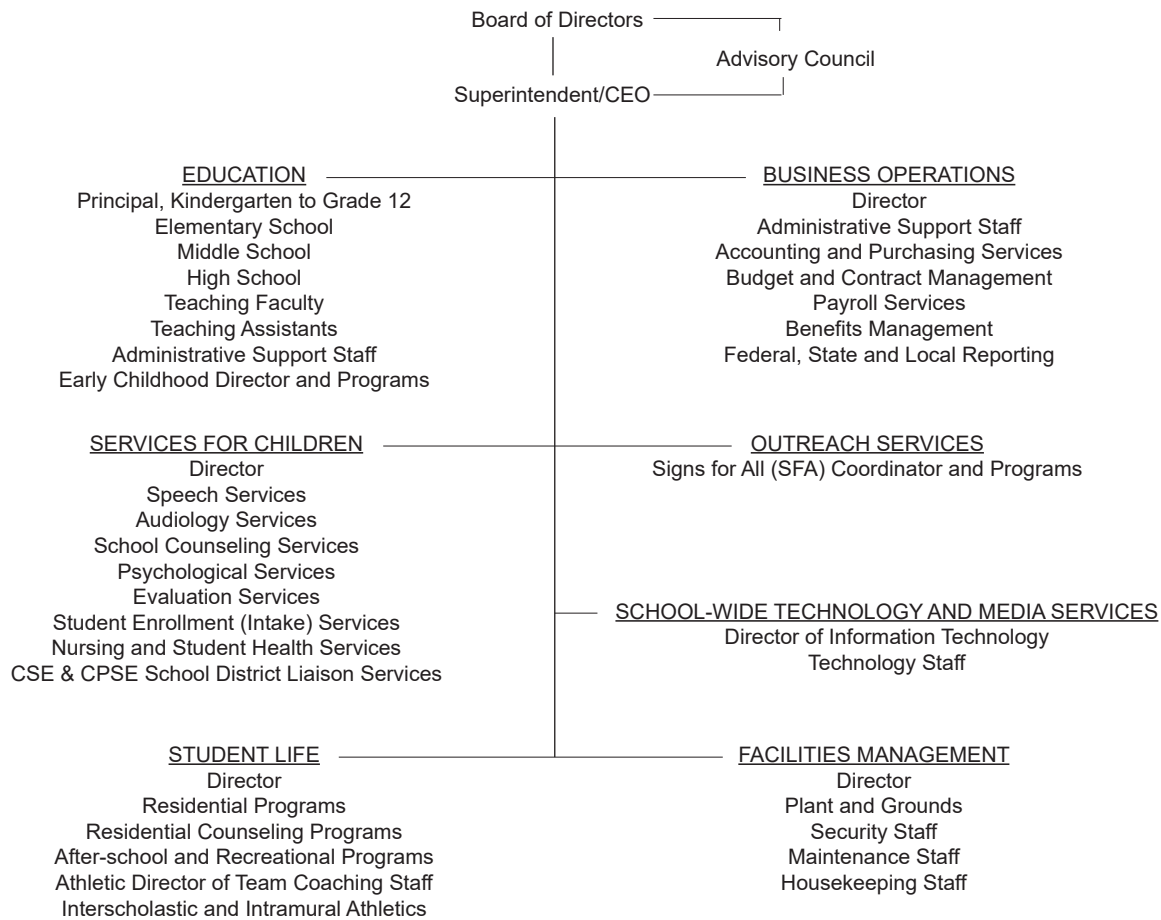 Board of Directors
Advisory Council
Superintendent/CEO
EDUCATION
Principal, Kindergarten to Grade 12
Elementary School
Middle School
High School
Teaching Faculty
Teaching Assistants
Administrative Support Staff
Early Childhood Director and Programs
BUSINESS OPERATIONS
Director
Administrative Support Staff
Accounting and Purchasing Services
Budget and Contract Management
Payroll Services
Benefits Management
Federal, State and Local Reporting
SERVICES FOR CHILDREN
Director
Speech Services
Audiology Services
School Counseling Services
Psychological Services
Evaluation Services
Student Enrollment (Intake) Services
Nursing and Student Health Services
CSE & CPSE School District Liaison Services
OUTREACH SERVICES
Signs for All (SFA) Coordinator and Programs
SCHOOL-WIDE TECHNOLOGY AND MEDIA SERVICES
Director of Information Technology
Technology Staff
STUDENT LIFE
Director
Residential Programs
Residential Counseling Programs
After-school and Recreational Programs
Athletic Director of Team Coaching Staff
Interscholastic and Intramural Athletics
FACILITIES MANAGEMENT
Director
Plant and Grounds
Security Staff
Maintenance Staff
Housekeeping Staff